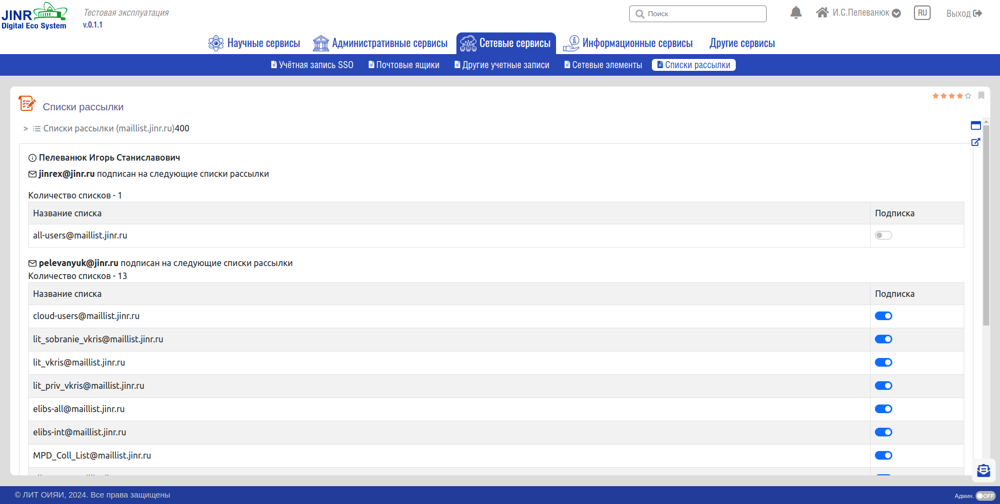 JINR
Digital Eco System
Тестовая эксплуатация
v.0.1.1
Поиск
И.С.Пелеванюк
RU
Выход
Научные сервисы
Административные сервисы
Сетевые сервисы
Информационные сервисы
Другие сервисы
Учётная запись SSO
Почтовые ящики
Другие учетные записи
Сетевые элементы
Списки рассылки
Списки рассылки
> Списки рассылки (maillist.jinr.ru)400
Пелеванюк Игорь Станиславович
jinrex@jinr.ru подписан на следующие списки рассылки
Количество списков - 1
Название списка Подписка
all-users@maillist.jinr.ru
pelevanyuk@jinr.ru подписан на следующие списки рассылки
Количество списков - 13
Название списка Подписка
cloud-users@maillist.jinr.ru
lit_sobranie_vkris@maillist.jinr.ru
lit_vkris@maillist.jinr.ru
lit_priv_vkris@maillist.jinr.ru
elibs-all@maillist.jinr.ru
elibs-int@maillist.jinr.ru
MPD_Coll_List@maillist.jinr.ru
© ЛИТ ОИЯИ, 2024. Все права защищены
Админ. OFF